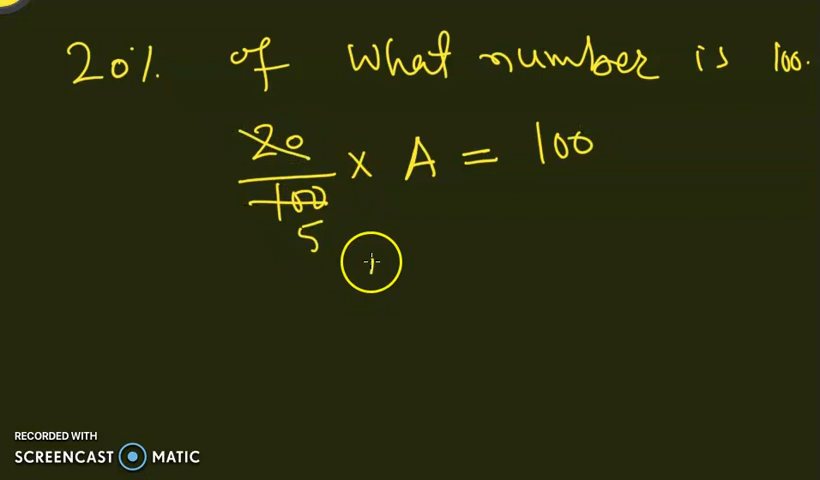 20% of What number is 100.
20
100 × A = 100
5
RECORDED WITH
SCREENCAST MATIC